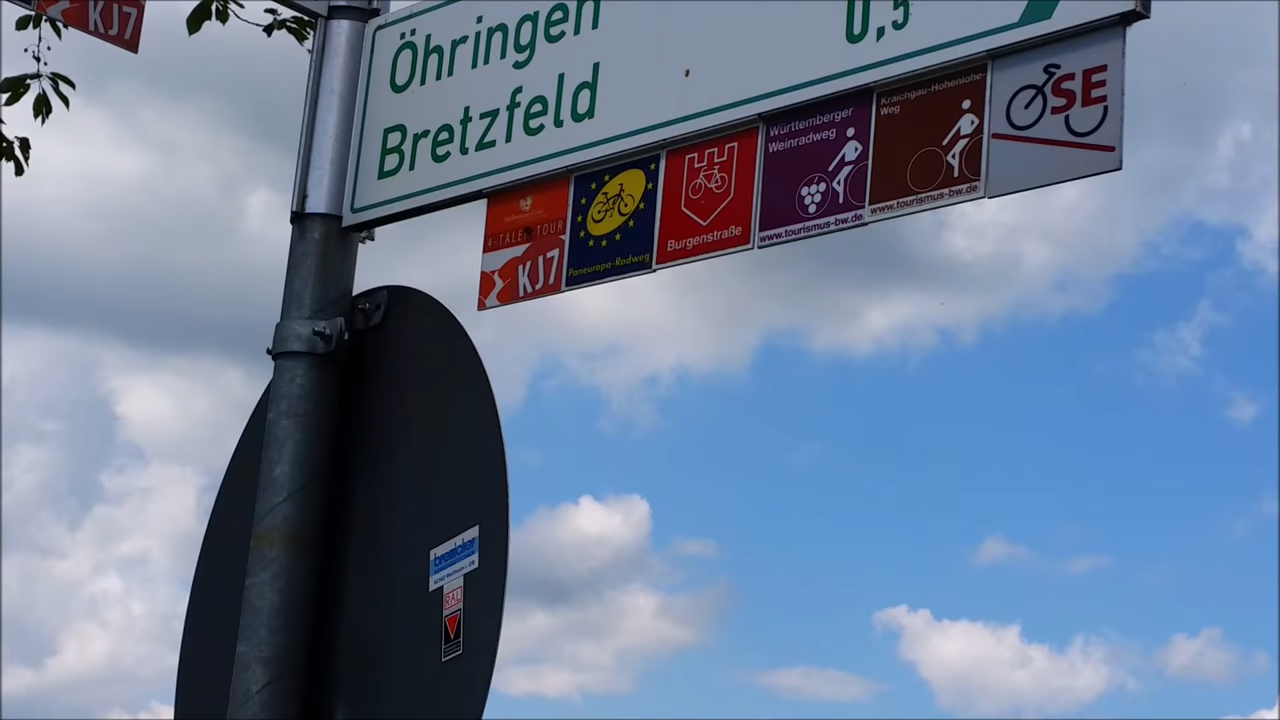 KJ7
Öhringen
0,5
Bretzfeld
4-TÄLER-TOUR
KJ7
Paneuropa-Radweg
Burgenstraße
Württemberger
Weinradweg
www.tourismus-bw.de
Kraichgau-Hohenlohe-
Weg
www.tourismus-bw.de
SE
bremicker
RAL